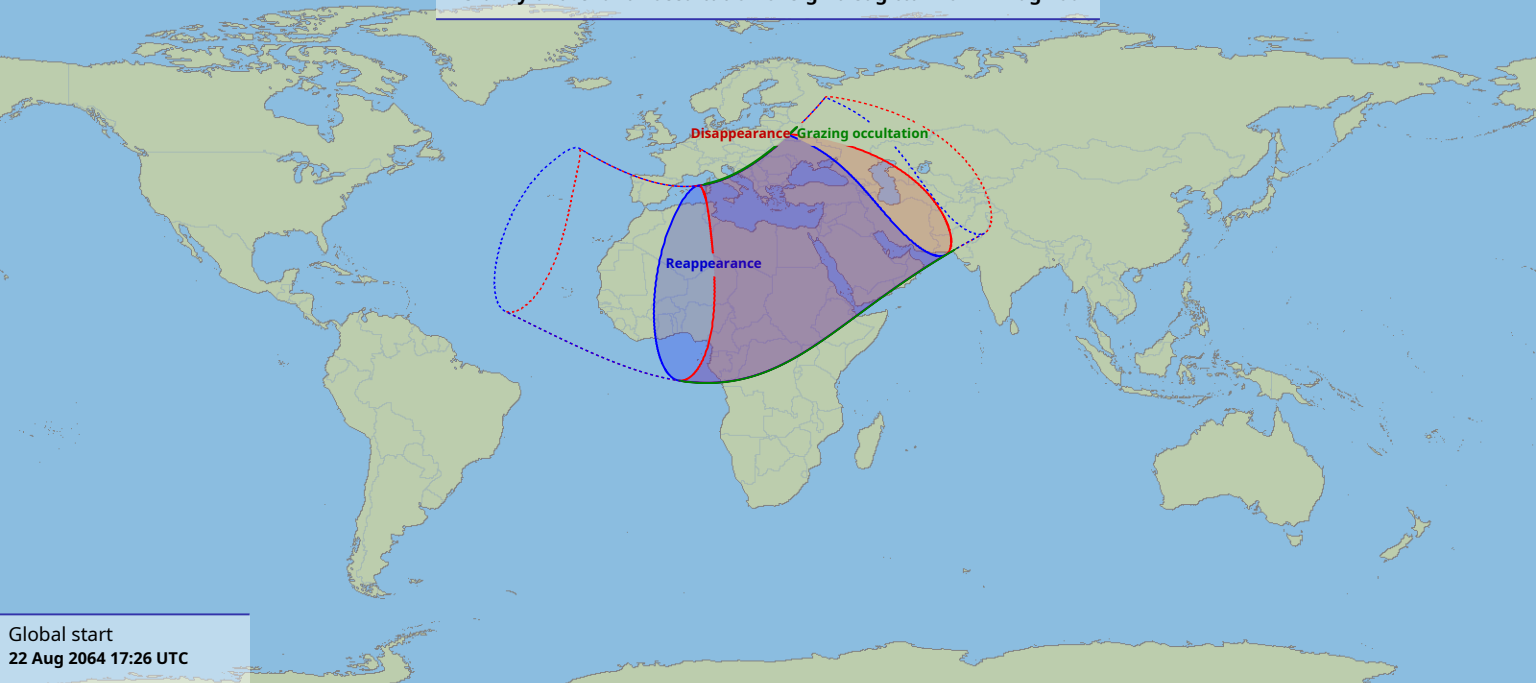 Disappearance
Grazing occultation
Reappearance
Global start
22 Aug 2064 17:26 UTC